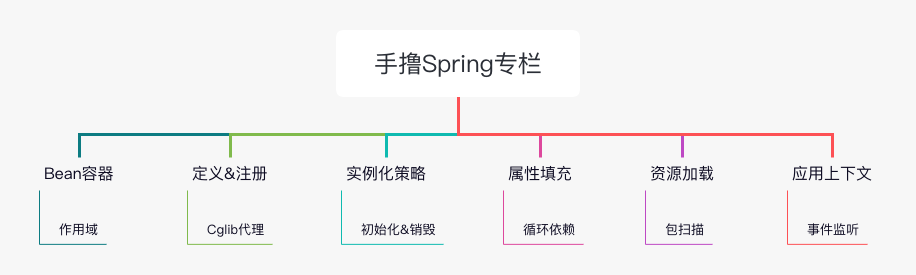 手撸Spring专栏
Bean容器
定义&注册
实例化策略
属性填充
资源加载
应用上下文
作用域
Cglib代理
初始化&销毁
循环依赖
包扫描
事件监听